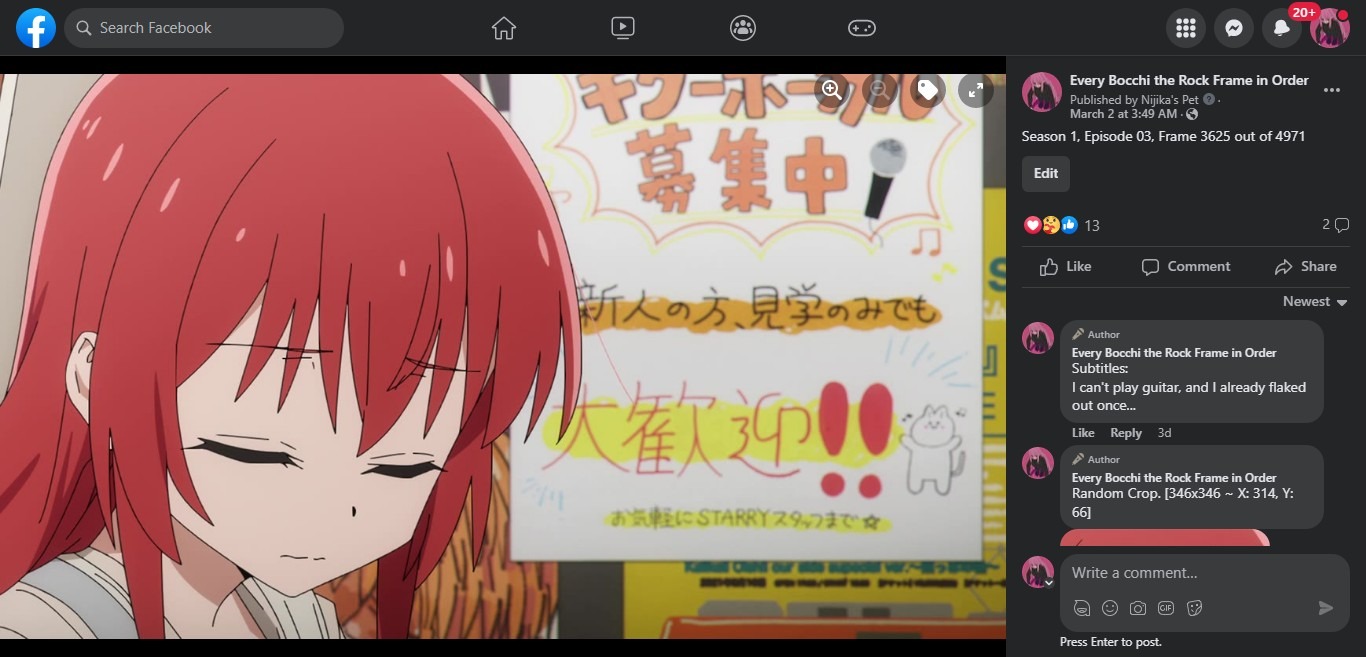 Search Facebook
20+
キワーボール
募集中
新人の方、見学のみでも
大歓迎!!
お気軽にSTARRYスタッフまで☆
Every Bocchi the Rock Frame in Order
Published by Nijika's Pet ·
March 2 at 3:49 AM ·
Season 1, Episode 03, Frame 3625 out of 4971
Edit
13
2
Like Comment Share
Newest
Author
Every Bocchi the Rock Frame in Order
Subtitles:
I can't play guitar, and I already flaked
out once...
Like Reply 3d
Author
Every Bocchi the Rock Frame in Order
Random Crop. [346x346 ~ X: 314, Y:
66]
Write a comment...
GIF
Press Enter to post.